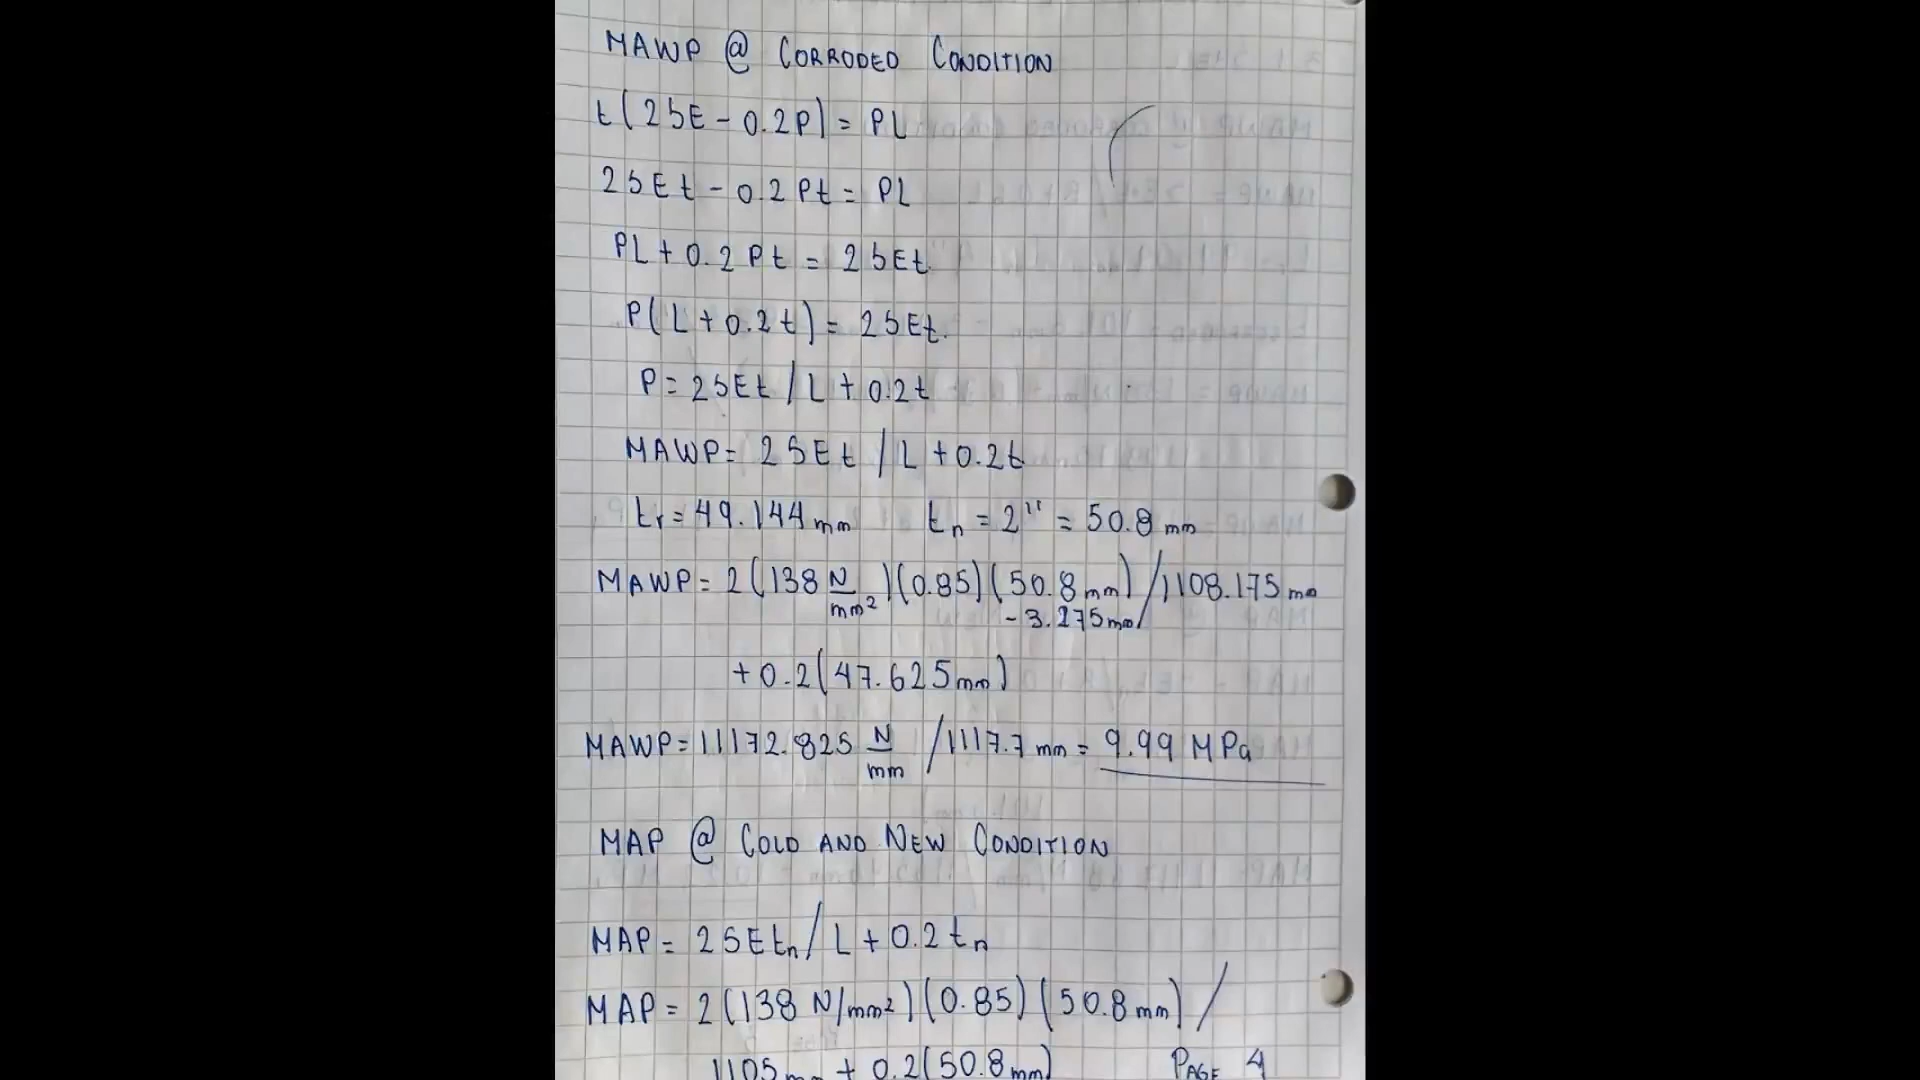 MAWP @ CORRODED CONDITION
t(2SE - 0.2P) = PL
2SEt - 0.2Pt = PL
PL + 0.2Pt = 2SEt.
P(L + 0.2t) = 2SEt.
P = 2SEt / L + 0.2t
MAWP = 2SEt / L + 0.2t
tr = 49.144 mm tn = 2" = 50.8 mm
MAWP = 2(138 N/mm²)(0.85)(50.8 mm) / 1108.175 mm
- 3.275 mm
+ 0.2(47.625 mm)
MAWP = 11172.825 N/mm / 1117.7 mm = 9.99 MPa
MAP @ COLD AND NEW CONDITION
MAP = 2SEtn / L + 0.2tn
MAP = 2(138 N/mm²)(0.85)(50.8 mm) /
1105 mm + 0.2(50.8 mm) PAGE 4